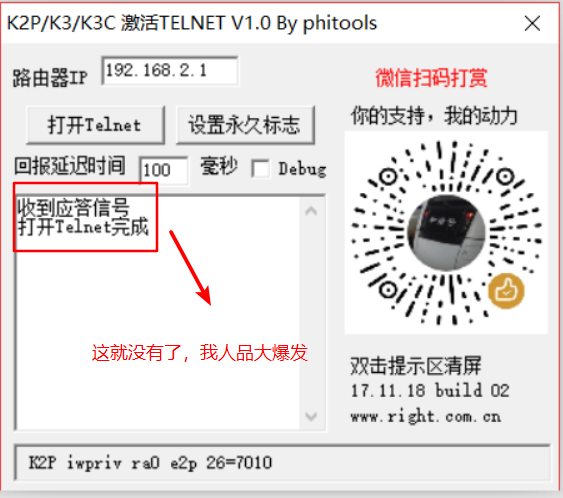 K2P/K3/K3C 激活TELNET V1.0 By phitools
路由器IP
192.168.2.1
微信扫码打赏
打开Telnet
设置永久标志
你的支持，我的动力
回报延迟时间
100
毫秒
Debug
收到应答信号
打开Telnet完成
这就没有了，我人品大爆发
双击提示区清屏
17.11.18 build 02
www.right.com.cn
K2P iwpriv ra0 e2p 26=7010